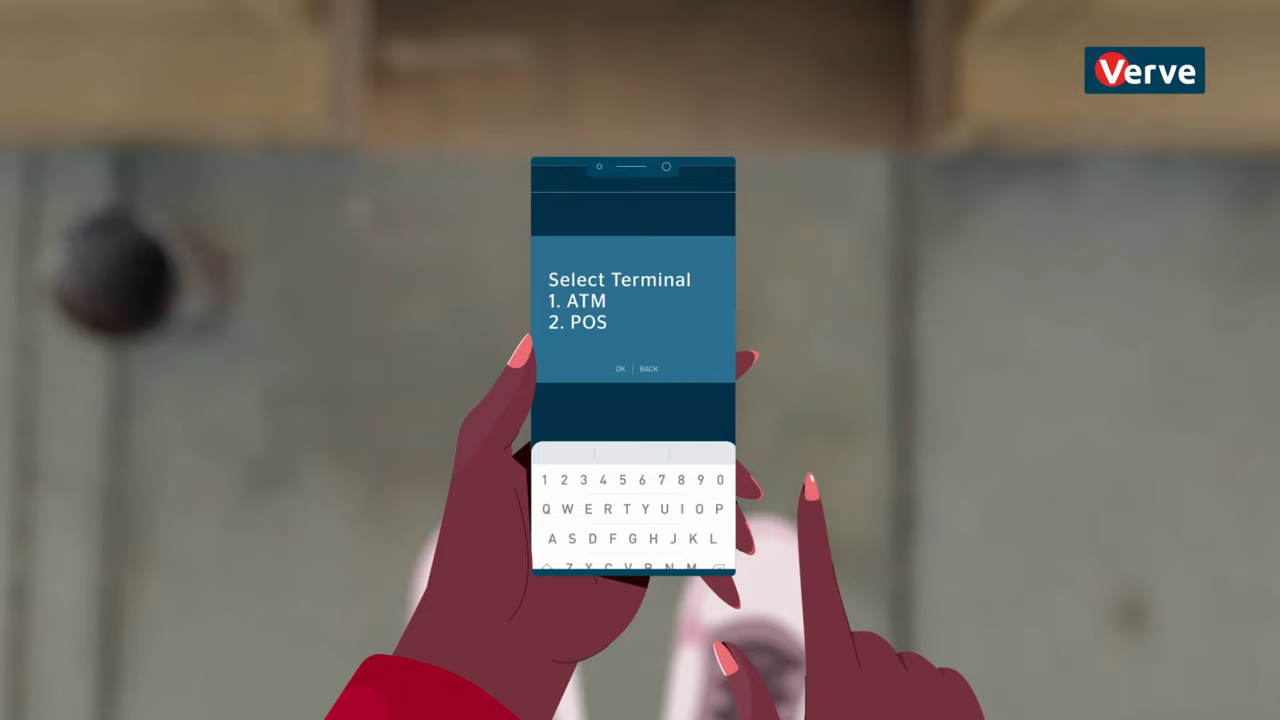 Verve
Select Terminal
1. ATM
2. POS
OK | BACK
1 2 3 4 5 6 7 8 9 0
Q W E R T Y U I O P
A S D F G H J K L
Z X C V B N M